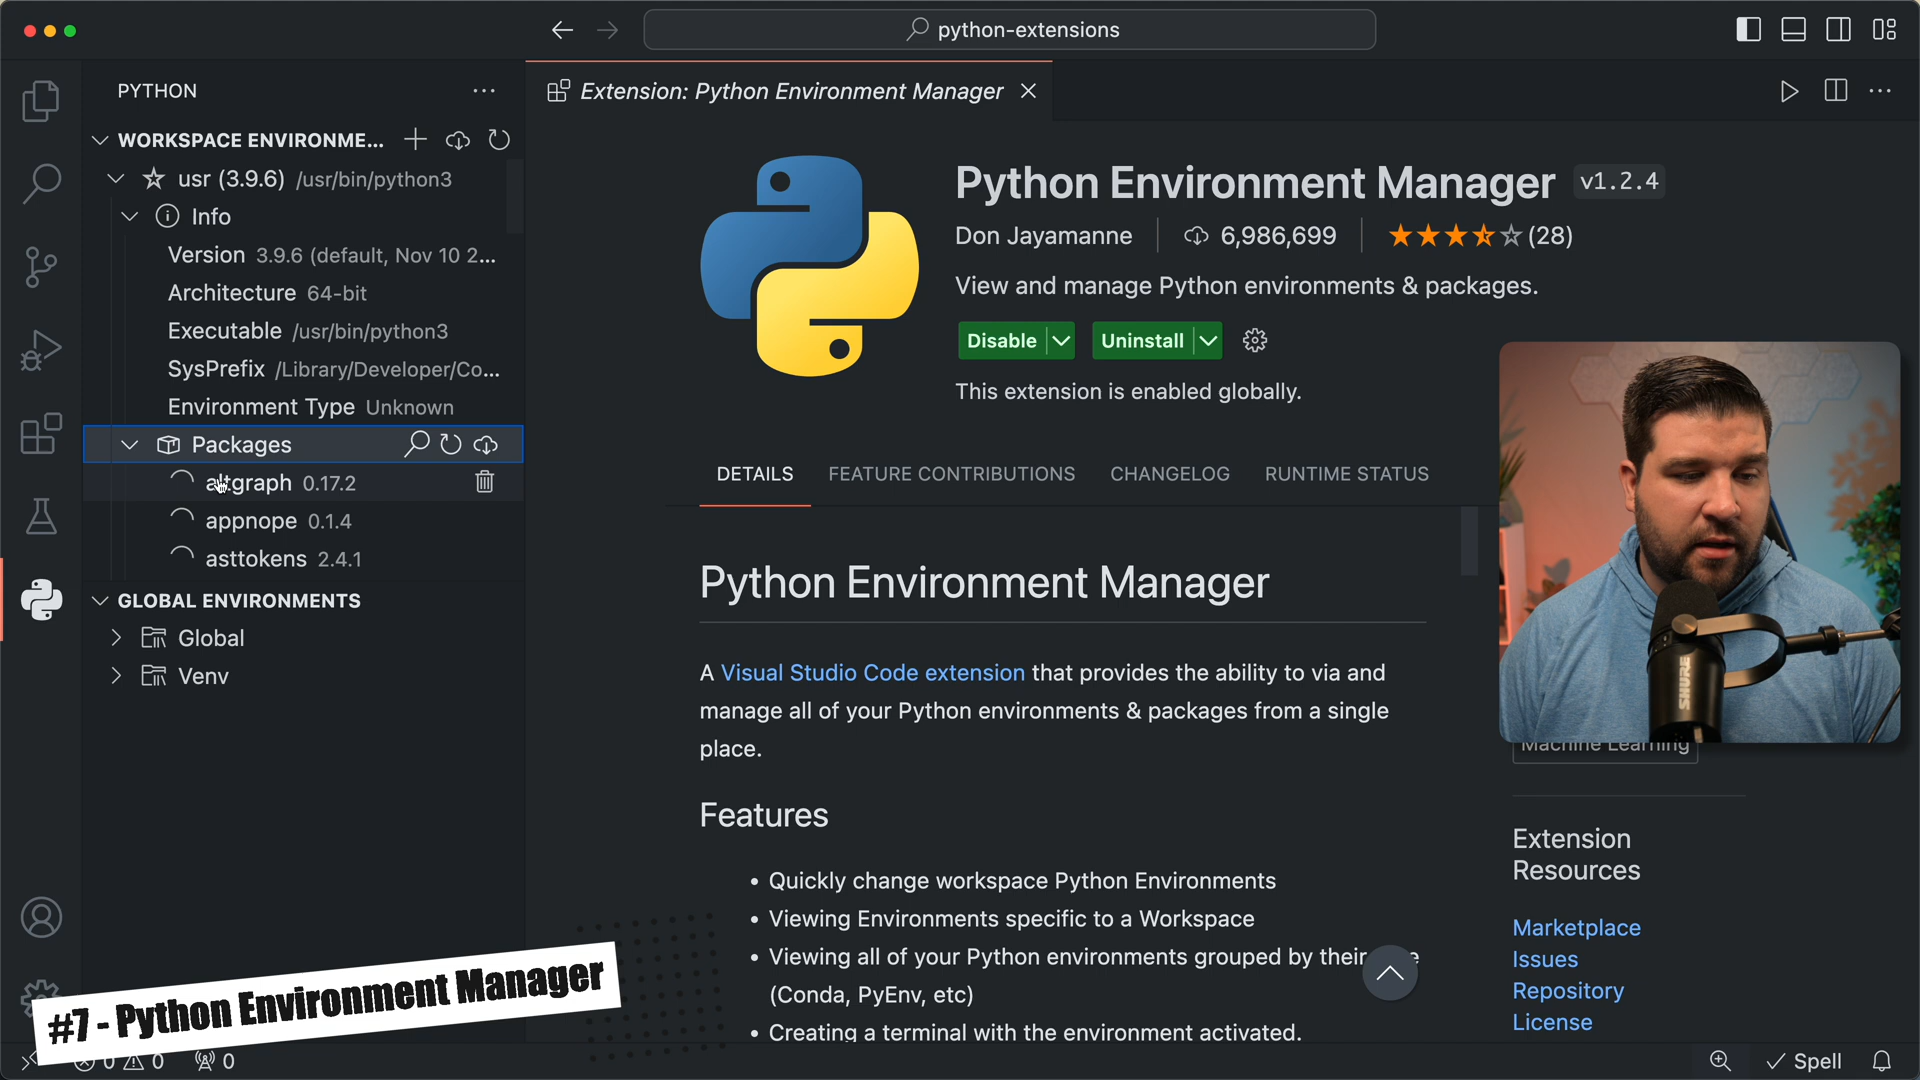 python-extensions
PYTHON
Extension: Python Environment Manager
WORKSPACE ENVIRONME...
usr (3.9.6) /usr/bin/python3
Info
Version 3.9.6 (default, Nov 10 2...
Architecture 64-bit
Executable /usr/bin/python3
SysPrefix /Library/Developer/Co...
Environment Type Unknown
Packages
altgraph 0.17.2
appnope 0.1.4
asttokens 2.4.1
GLOBAL ENVIRONMENTS
Global
Venv
Python Environment Manager v1.2.4
Don Jayamanne 6,986,699 (28)
View and manage Python environments & packages.
Disable Uninstall
This extension is enabled globally.
DETAILS FEATURE CONTRIBUTIONS CHANGELOG RUNTIME STATUS
Python Environment Manager
A Visual Studio Code extension that provides the ability to via and
manage all of your Python environments & packages from a single
place.
Features
• Quickly change workspace Python Environments
• Viewing Environments specific to a Workspace
• Viewing all of your Python environments grouped by their
(Conda, PyEnv, etc)
• Creating a terminal with the environment activated.
SHURE
Machine Learning
Extension
Resources
Marketplace
Issues
Repository
License
#7 - Python Environment Manager
0 0 0
Spell